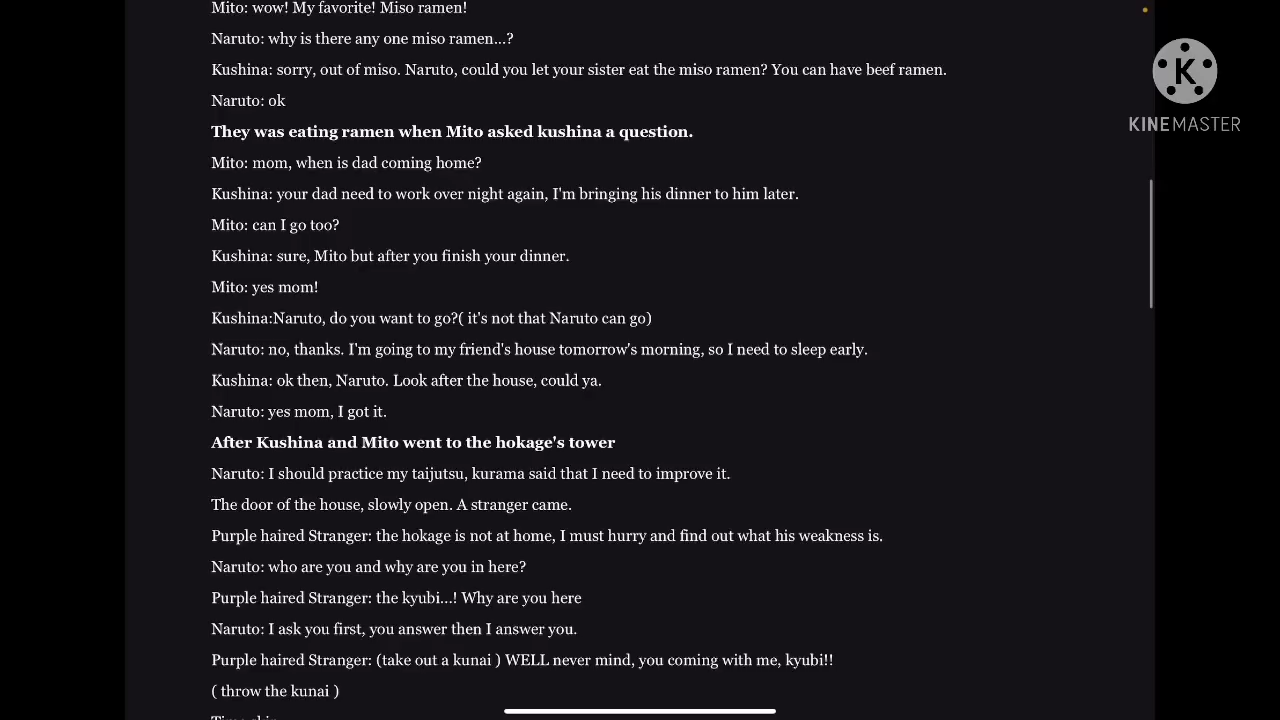 Mito: wow! My favorite! Miso ramen!
Naruto: why is there any one miso ramen...?
Kushina: sorry, out of miso. Naruto, could you let your sister eat the miso ramen? You can have beef ramen.
Naruto: ok
They was eating ramen when Mito asked kushina a question.
Mito: mom, when is dad coming home?
Kushina: your dad need to work over night again, I'm bringing his dinner to him later.
Mito: can I go too?
Kushina: sure, Mito but after you finish your dinner.
Mito: yes mom!
Kushina:Naruto, do you want to go?( it's not that Naruto can go)
Naruto: no, thanks. I'm going to my friend's house tomorrow's morning, so I need to sleep early.
Kushina: ok then, Naruto. Look after the house, could ya.
Naruto: yes mom, I got it.
After Kushina and Mito went to the hokage's tower
Naruto: I should practice my taijutsu, kurama said that I need to improve it.
The door of the house, slowly open. A stranger came.
Purple haired Stranger: the hokage is not at home, I must hurry and find out what his weakness is.
Naruto: who are you and why are you in here?
Purple haired Stranger: the kyubi...! Why are you here
Naruto: I ask you first, you answer then I answer you.
Purple haired Stranger: (take out a kunai ) WELL never mind, you coming with me, kyubi!!
( throw the kunai )
Time skip
K
KINEMASTER